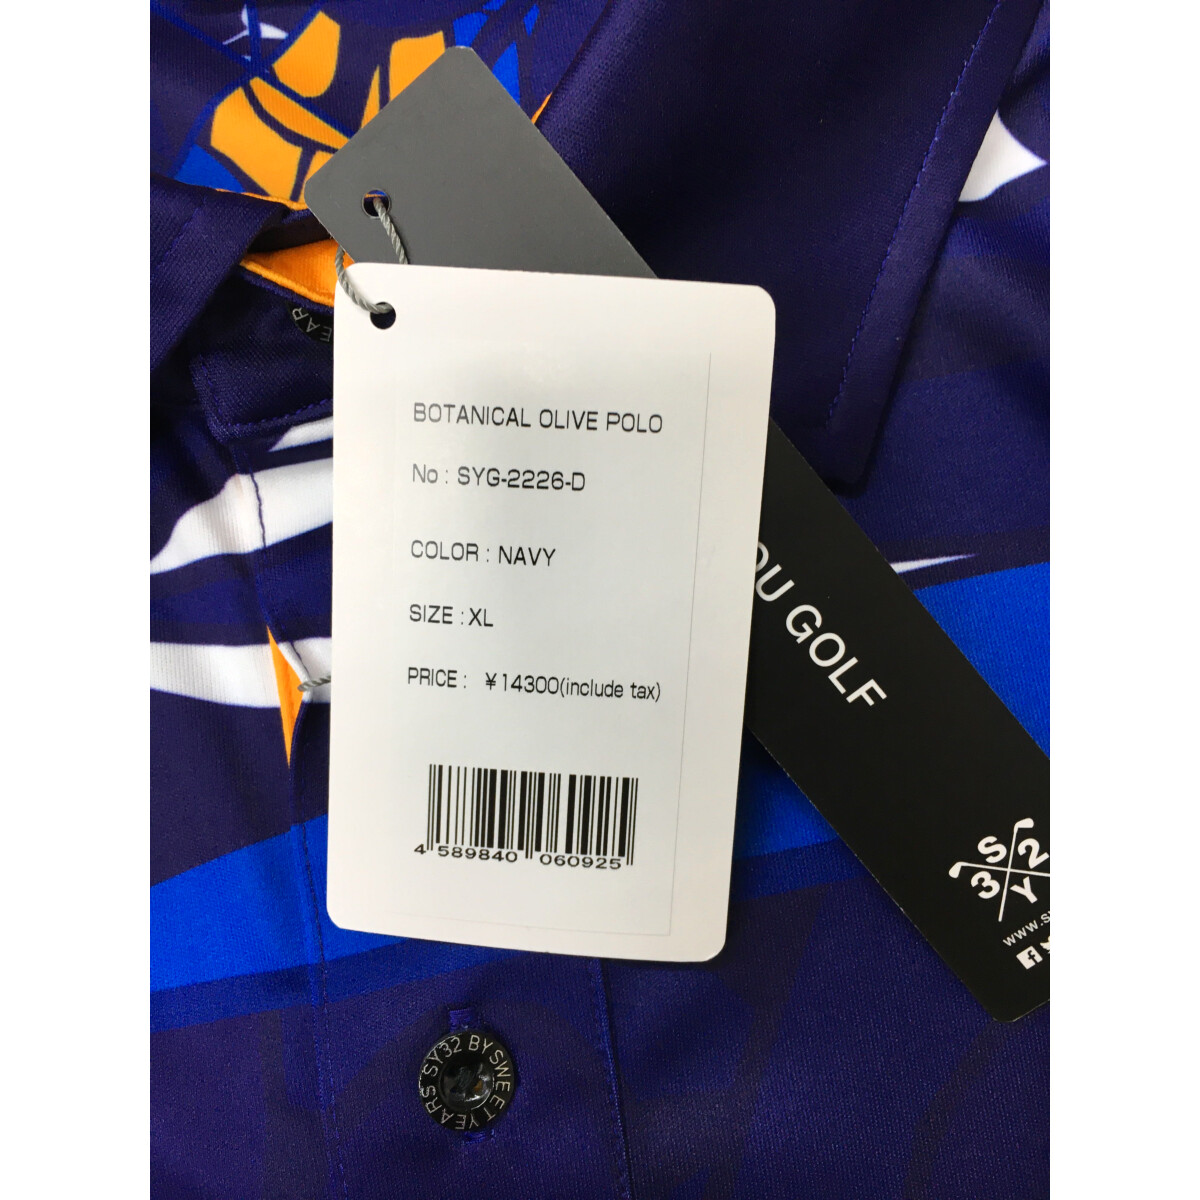 BOTANICAL OLIVE POLO
No : SYG-2226-D
COLOR : NAVY
SIZE : XL
PRICE : ¥14300(include tax)
4 589840 060925
GOLF
S
2
3
Y
SY32 BY SWEET YEARS